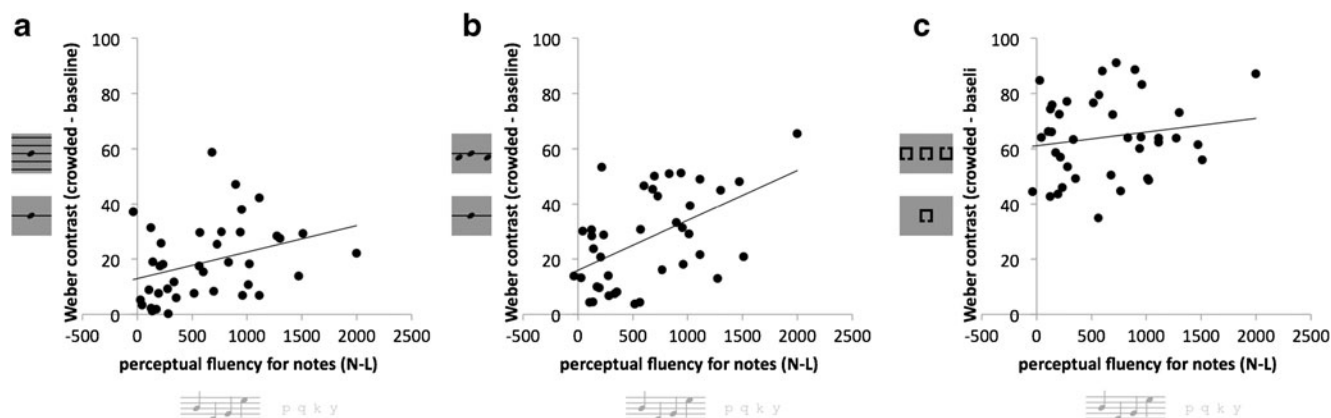 a
b
c
Weber contrast (crowded - baseline)
100
80
60
40
20
0
-500 0 500 1000 1500 2000 2500
perceptual fluency for notes (N-L)
p q k y
Weber contrast (crowded - baseline)
100
80
60
40
20
0
-500 0 500 1000 1500 2000 2500
perceptual fluency for notes (N-L)
p q k y
Weber contrast (crowded - baseli
100
80
60
40
20
0
-500 0 500 1000 1500 2000 2500
perceptual fluency for notes (N-L)
p q k y